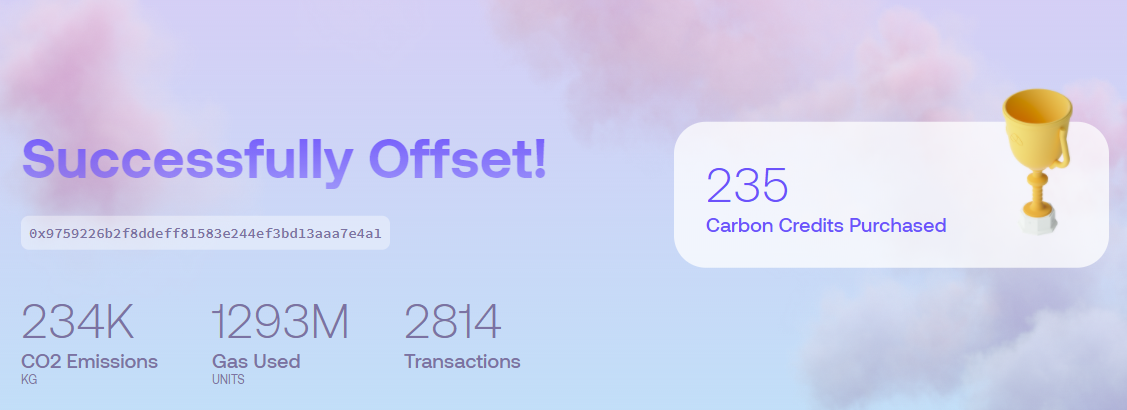 Successfully Offset!
0x9759226b2f8ddeff81583e244ef3bd13aaa7e4a1
235
Carbon Credits Purchased
234K
CO2 Emissions
KG
1293M
Gas Used
UNITS
2814
Transactions